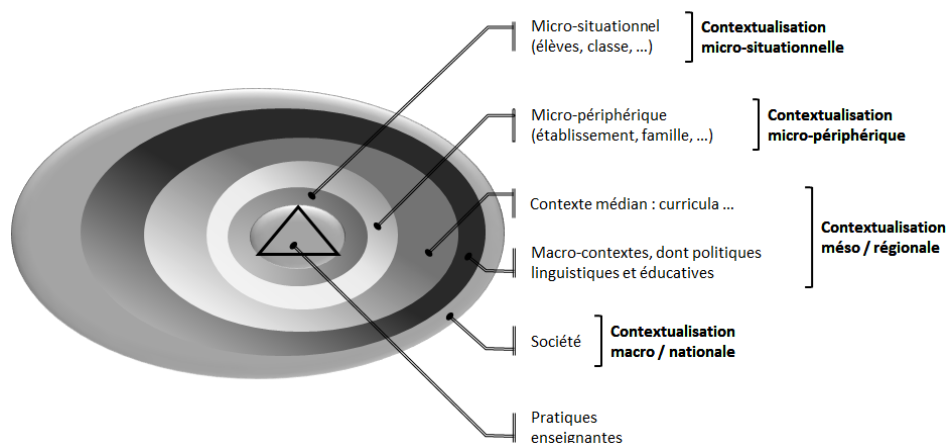 Micro-situationnel
(élèves, classe, …)
Contextualisation
micro-situationnelle
Micro-périphérique
(établissement, famille, …)
Contextualisation
micro-périphérique
Contexte médian : curricula …
Macro-contextes, dont politiques
linguistiques et éducatives
Contextualisation
méso / régionale
Société
Contextualisation
macro / nationale
Pratiques
enseignantes